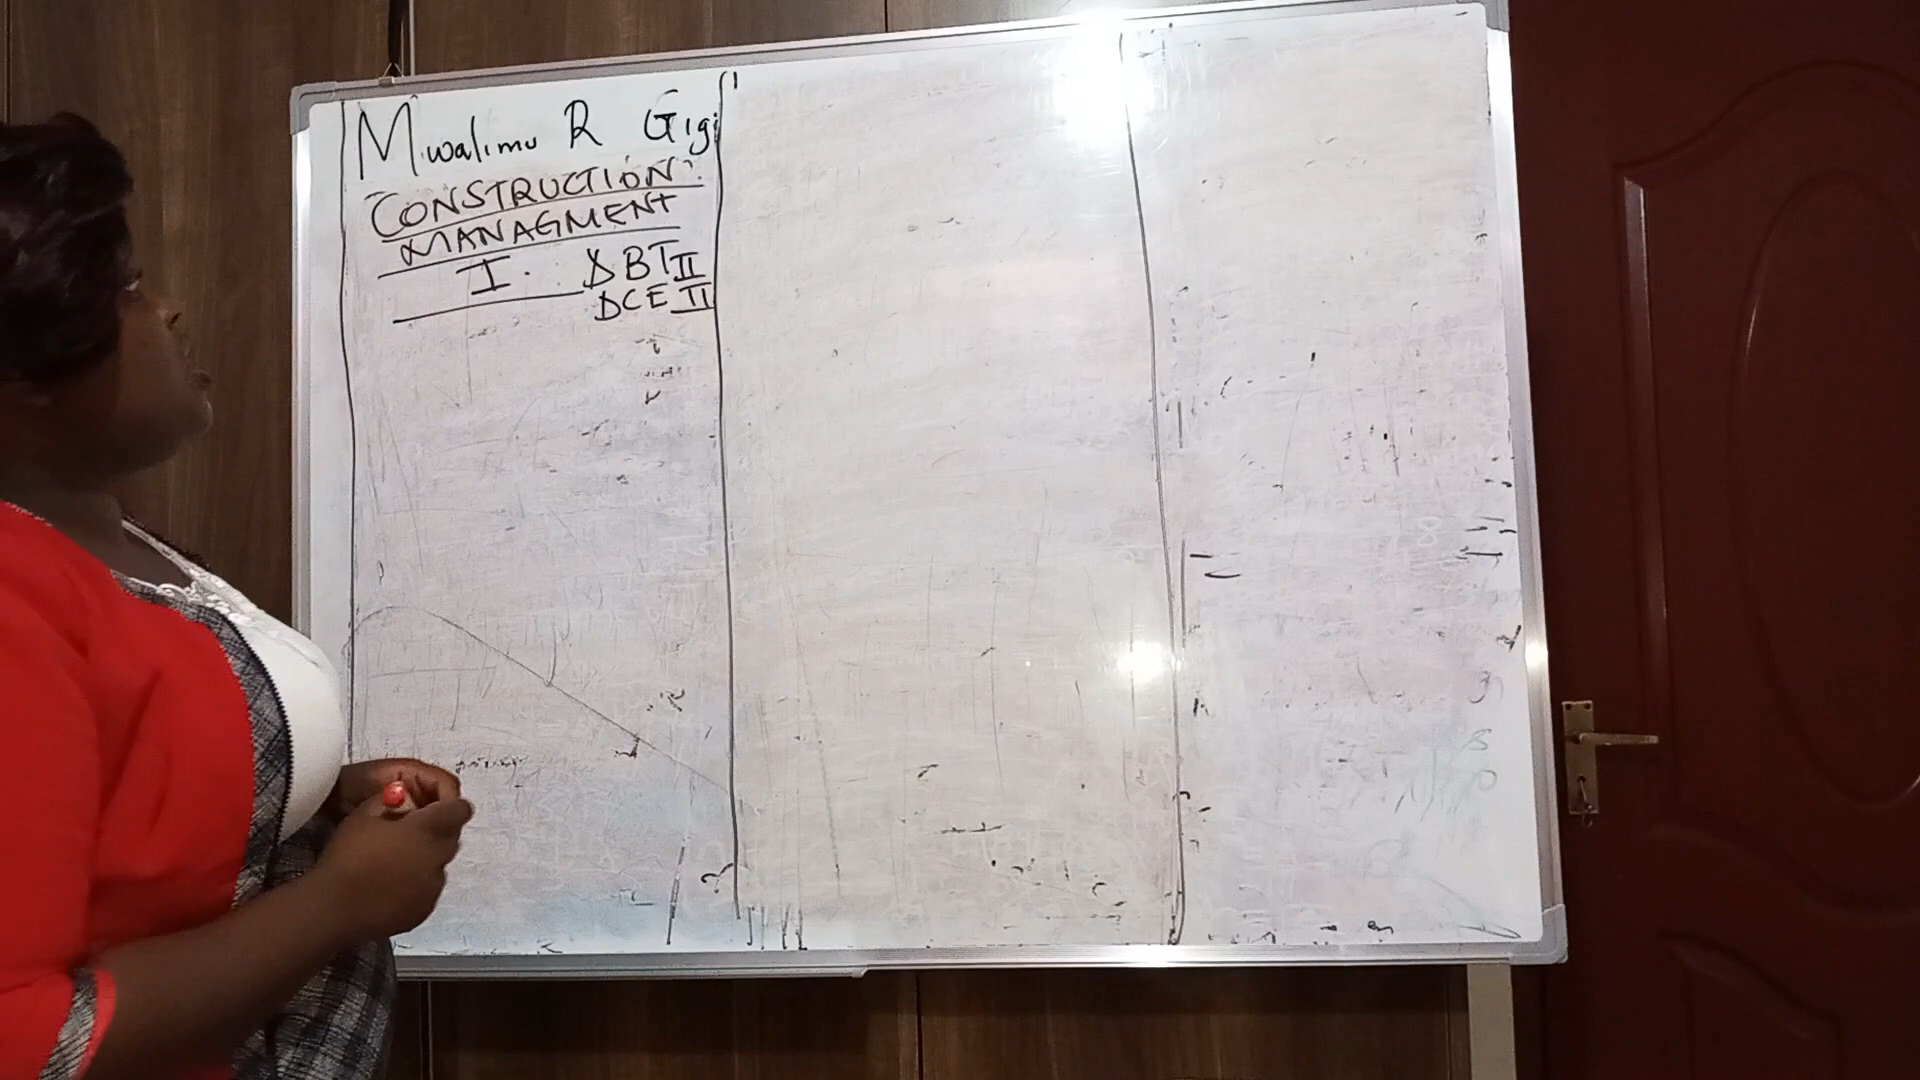 Mwalimu R Gigi
CONSTRUCTION
MANAGMENT
I. DBT II
DCE II